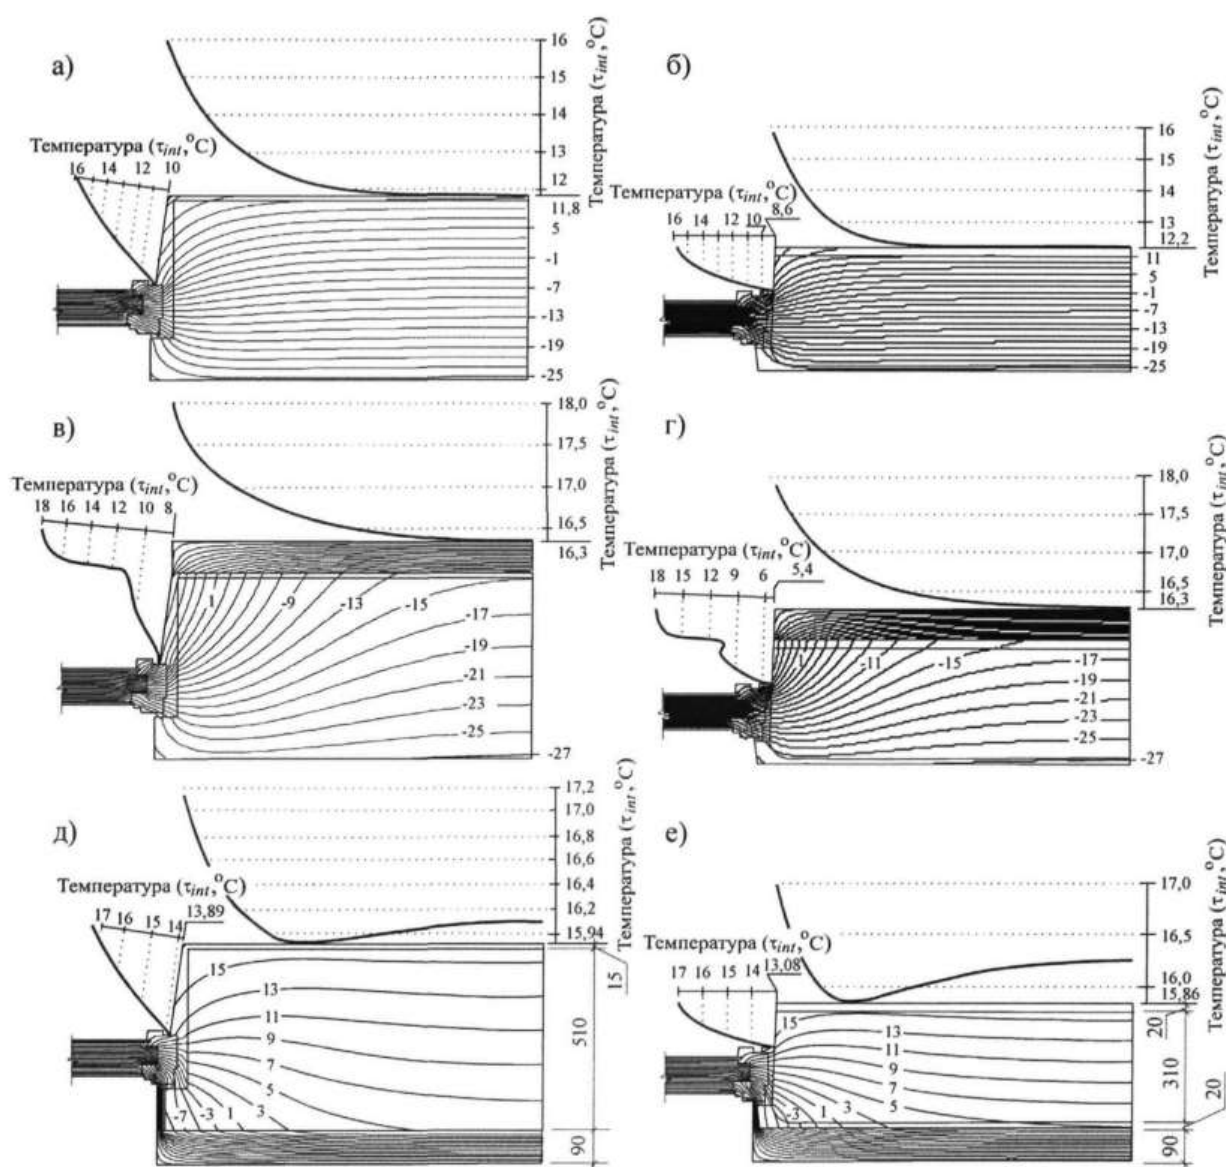 а)
Температура (τint,°C)
16 14 12 10
16
15
14
13
12
11,8
5
-1
-7
-13
-19
-25
Температура (τint,°C)
б)
Температура (τint,°C)
16 14 12 10
8,6
16
15
14
13
12,2
11
5
-1
-7
-13
-19
-25
Температура (τint,°C)
в)
Температура (τint,°C)
18 16 14 12 10 8
18,0
17,5
17,0
16,5
16,3
Температура (τint,°C)
1 -9 -13 -15
-17
-19
-21
-23
-25
-27
г)
Температура (τint,°C)
18 15 12 9 6
5,4
18,0
17,5
17,0
16,5
16,3
Температура (τint,°C)
1 -11 -15
-17
-19
-21
-23
-25
-27
д)
Температура (τint,°C)
17 16 15 14
13,89
17,2
17,0
16,8
16,6
16,4
16,2
15,94
Температура (τint,°C)
15
13
11
9
7
5
-7 -3 1 3
15
510
90
е)
Температура (τint,°C)
17 16 15 14
13,08
17,0
16,5
16,0
15,86
Температура (τint,°C)
15
13
11
9
7
5
-3 1 3
20
310
20
90